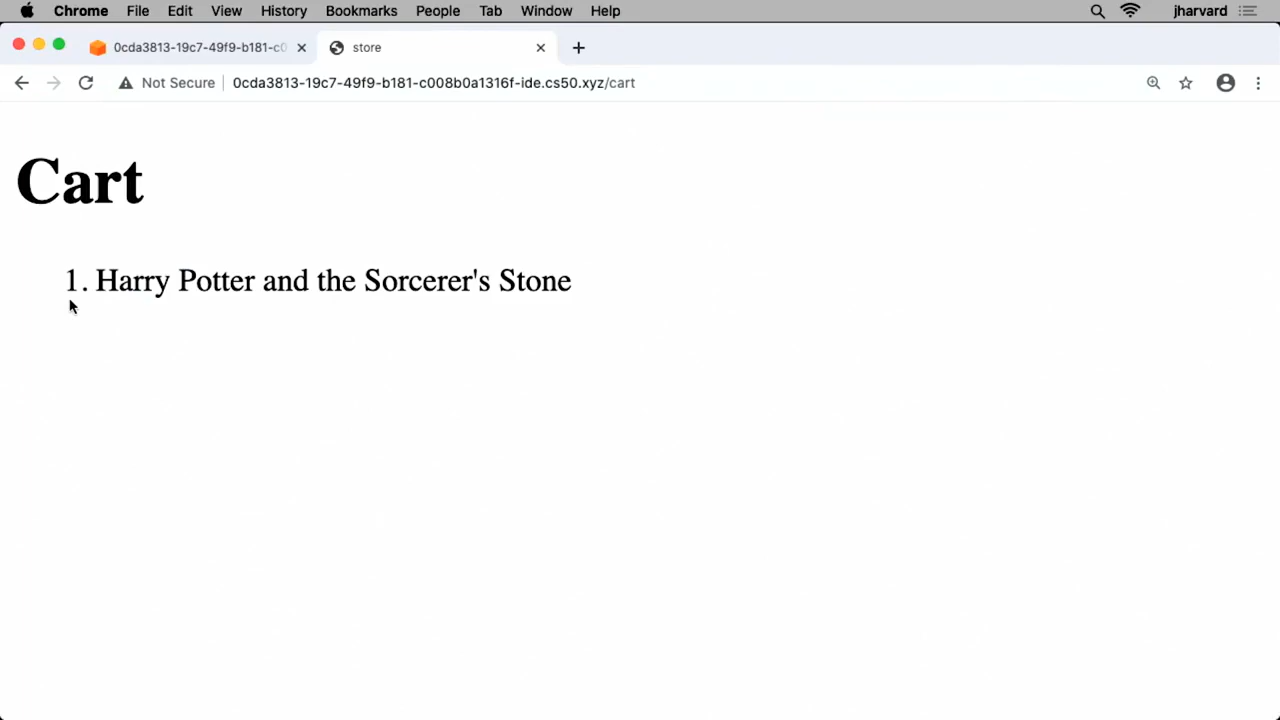 Chrome File Edit View History Bookmarks People Tab Window Help jharvard
0cda3813-19c7-49f9-b181-c0 store
Not Secure 0cda3813-19c7-49f9-b181-c008b0a1316f-ide.cs50.xyz/cart
Cart
1. Harry Potter and the Sorcerer's Stone